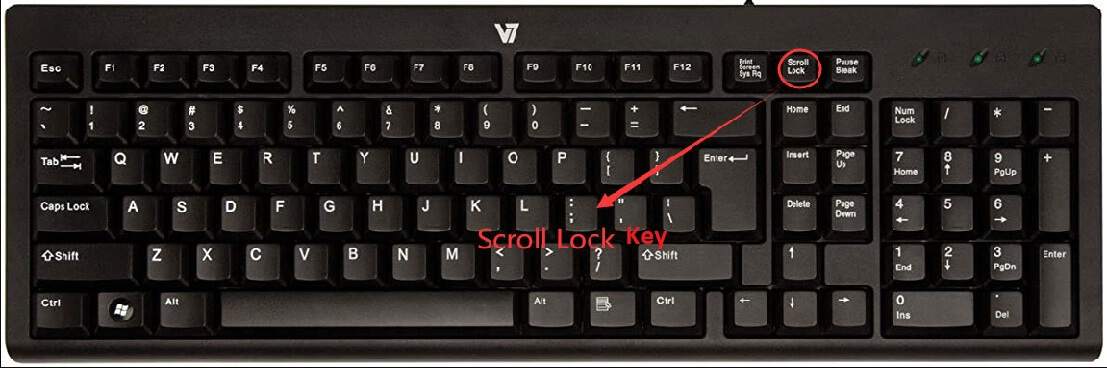 V7
Esc F1 F2 F3 F4 F5 F6 F7 F8 F9 F10 F11 F12 Print Screen Sys Rq Scroll Lock Pause Break
~ ` ! 1 @ 2 # 3 $ 4 % 5 ^ 6 & 7 * 8 ( 9 ) 0 — - + = ← Home End Num Lock / * -
Tab Q W E R T Y U I O P { [ } ] Enter Insert Page Up 7 Home 8 ↑ 9 PgUp +
Caps Lock A S D F G H J K L : ; " ' \ Delete Page Down 4 ← 5 6 →
Scroll Lock Key
⇧Shift Z X C V B N M < , > . ? / ⇧Shift 1 End 2 ↓ 3 PgDn Enter
Ctrl Alt Alt Ctrl ← ↓ → 0 Ins . Del